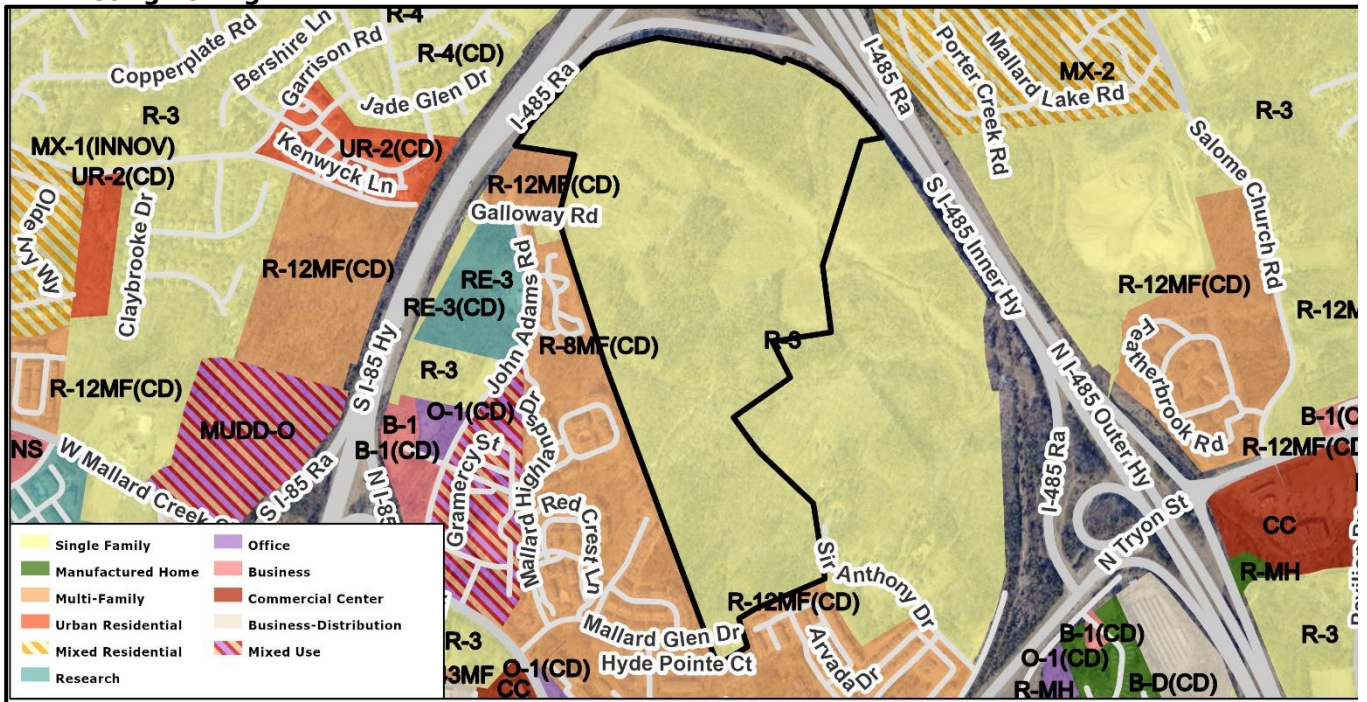 R-4
Copperplate Rd
Bershire Ln
Garrison Rd
R-4(CD)
Jade Glen Dr
I-485 Ra
I-485 Ra
Porter Creek Rd
Mallard Lake Rd
MX-2
R-3
R-3
MX-1(INNOV)
UR-2(CD)
UR-2(CD)
Kenwyck Ln
R-12MF(CD)
Galloway Rd
Salome Church Rd
Olde Ivy Wy
Claybrooke Dr
R-12MF(CD)
RE-3
RE-3(CD)
John Adams Rd
S I-485 Inner Hy
R-12MF(CD)
R-12M
S I-85 Hy
R-8MF(CD)
R-3
R-3
N I-485 Outer Hy
Featherbrook Rd
R-12MF(CD)
MUDD-O
O-1(CD)
B-1
B-1(CD)
Mallard Highlands Dr
B-1(C
R-12MF(CD
NS
W Mallard Creek C
S I-85 Ra
N I-85
Gramercy St
Red Crest Ln
I-485 Ra
N Tryon St
CC
Sir Anthony Dr
R-MH
R-12MF(CD)
Mallard Glen Dr
Hyde Pointe Ct
Arvada Dr
R-3
O-1(CD)
3MF
CC
B-1(CD)
O-1(CD)
R-MH
B-D(CD)
R-3
Single Family
Manufactured Home
Multi-Family
Urban Residential
Mixed Residential
Research
Office
Business
Commercial Center
Business-Distribution
Mixed Use